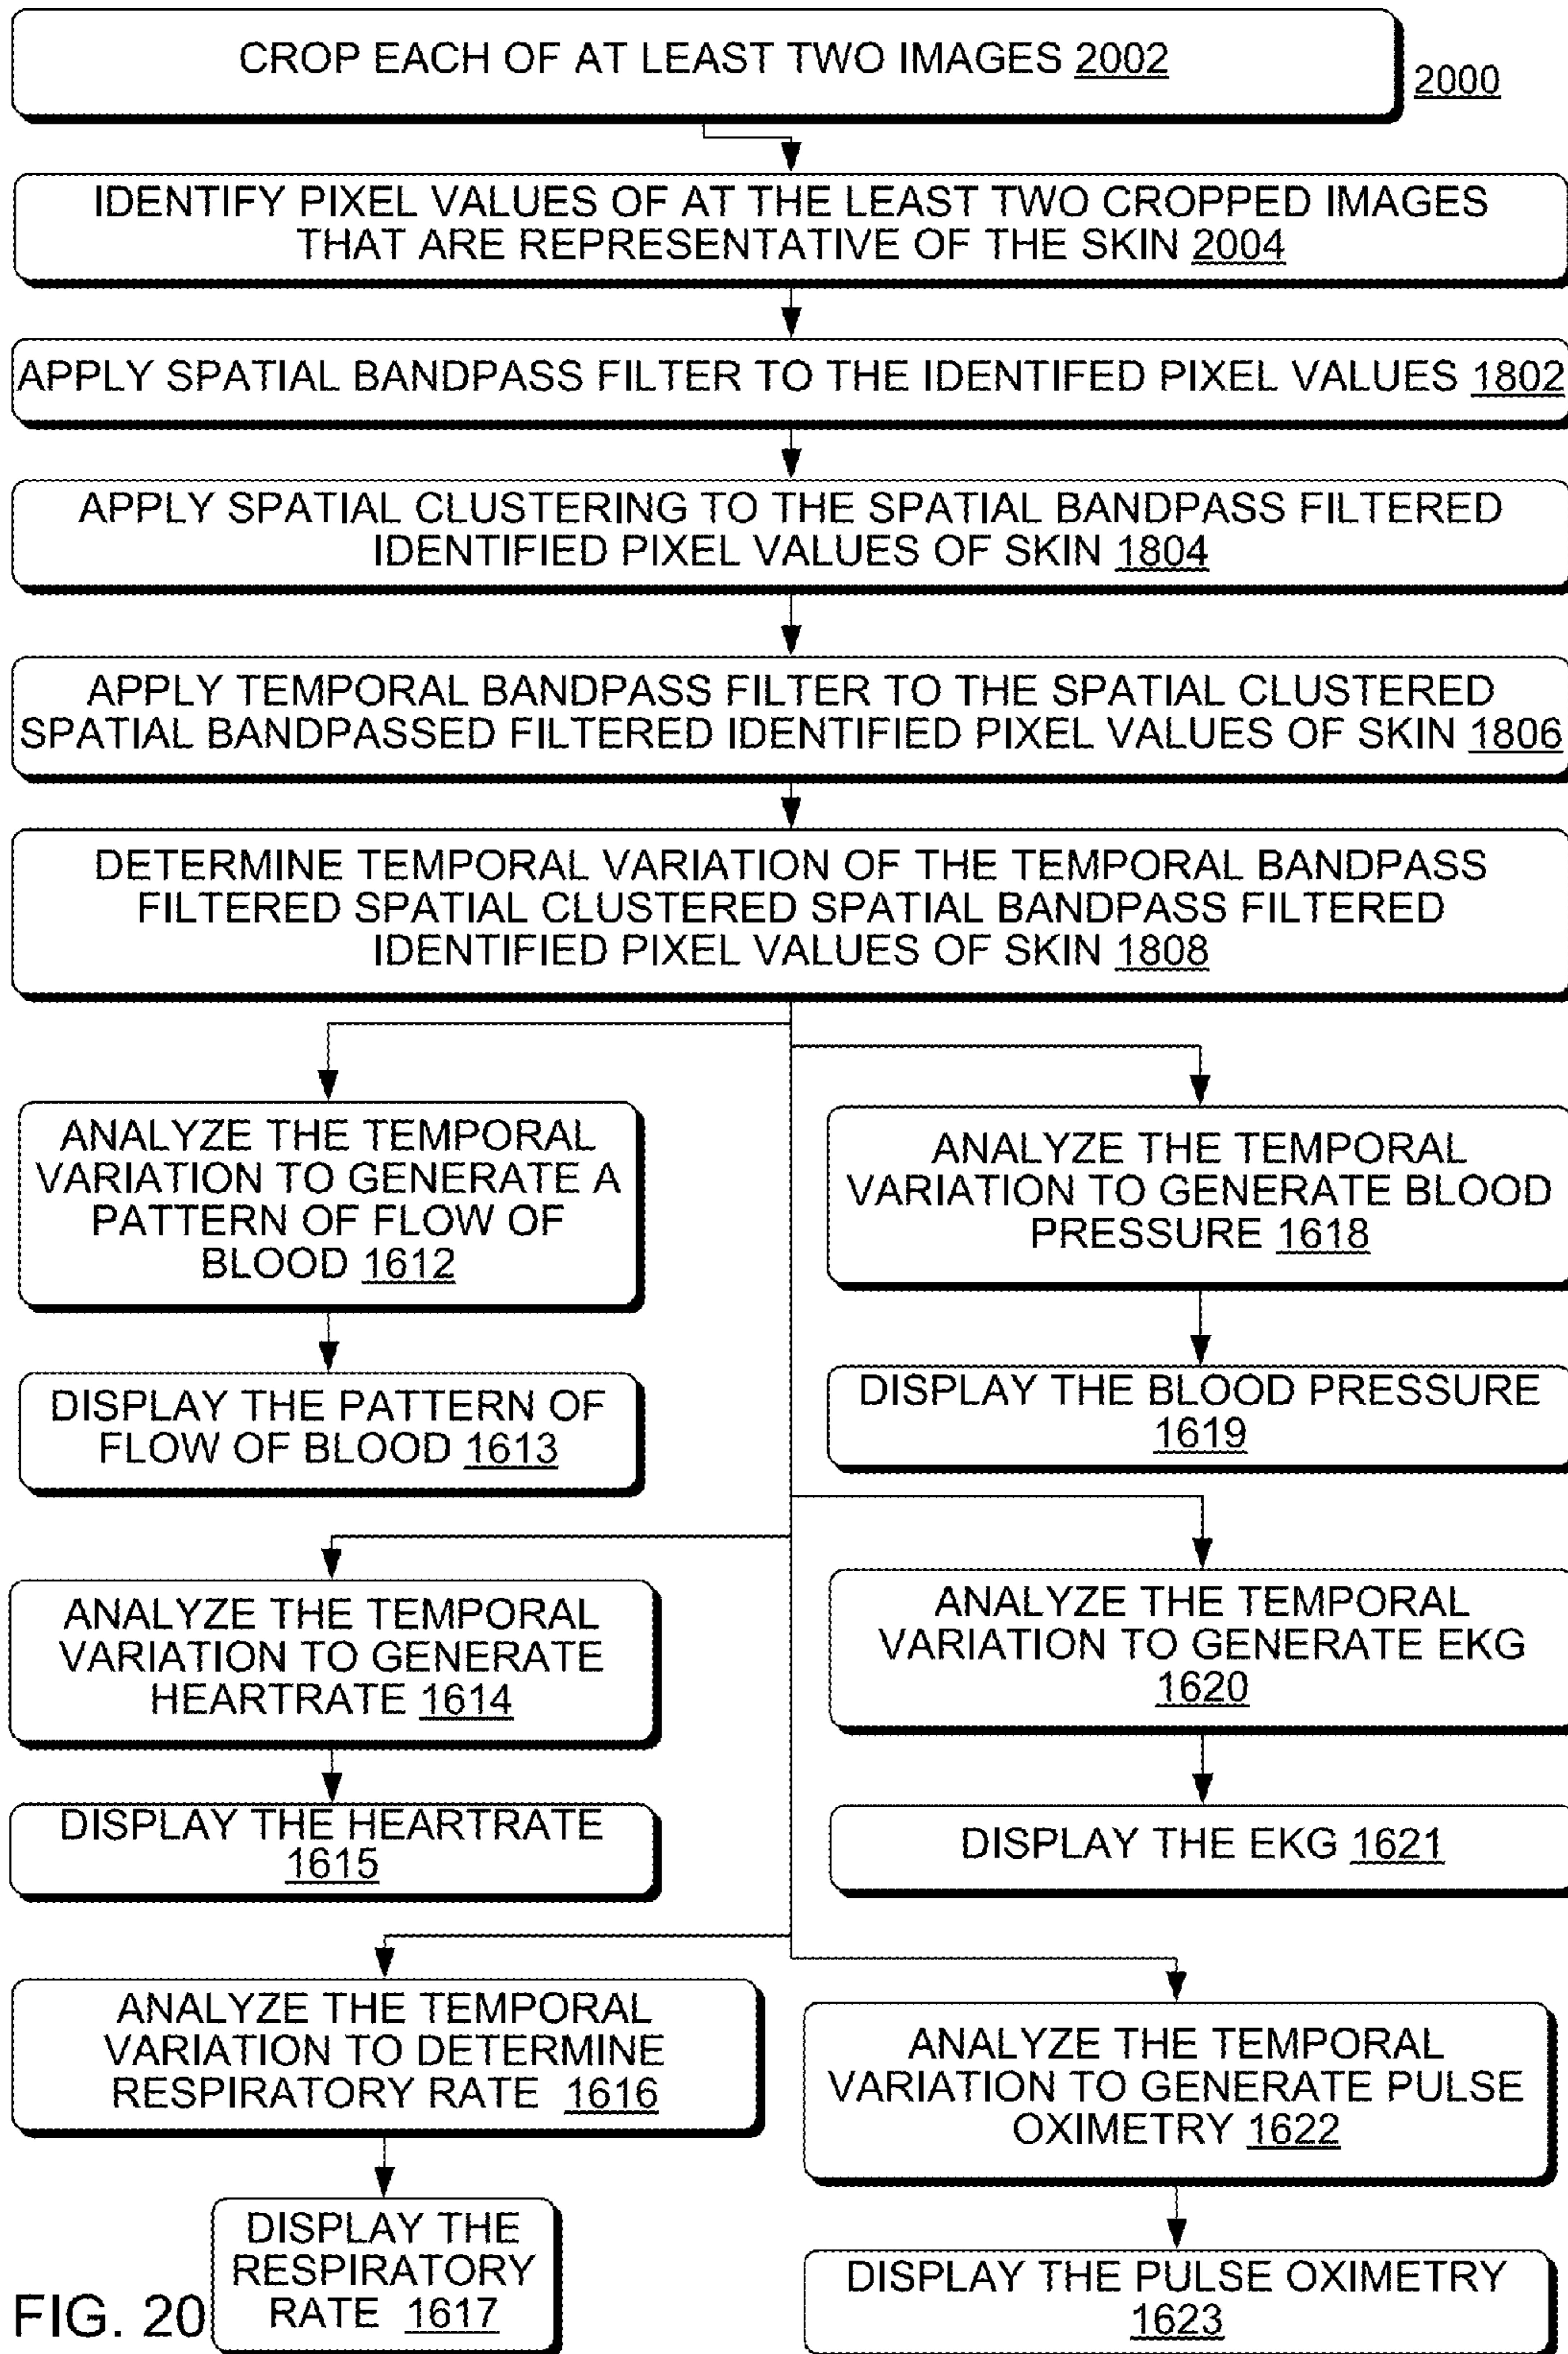 CROP EACH OF AT LEAST TWO IMAGES 2002
2000
IDENTIFY PIXEL VALUES OF AT THE LEAST TWO CROPPED IMAGES
THAT ARE REPRESENTATIVE OF THE SKIN 2004
APPLY SPATIAL BANDPASS FILTER TO THE IDENTIFED PIXEL VALUES 1802
APPLY SPATIAL CLUSTERING TO THE SPATIAL BANDPASS FILTERED
IDENTIFIED PIXEL VALUES OF SKIN 1804
APPLY TEMPORAL BANDPASS FILTER TO THE SPATIAL CLUSTERED
SPATIAL BANDPASSED FILTERED IDENTIFIED PIXEL VALUES OF SKIN 1806
DETERMINE TEMPORAL VARIATION OF THE TEMPORAL BANDPASS
FILTERED SPATIAL CLUSTERED SPATIAL BANDPASS FILTERED
IDENTIFIED PIXEL VALUES OF SKIN 1808
ANALYZE THE TEMPORAL
VARIATION TO GENERATE A
PATTERN OF FLOW OF
BLOOD 1612
ANALYZE THE TEMPORAL
VARIATION TO GENERATE BLOOD
PRESSURE 1618
DISPLAY THE PATTERN OF
FLOW OF BLOOD 1613
DISPLAY THE BLOOD PRESSURE
1619
ANALYZE THE TEMPORAL
VARIATION TO GENERATE
HEARTRATE 1614
ANALYZE THE TEMPORAL
VARIATION TO GENERATE EKG
1620
DISPLAY THE HEARTRATE
1615
DISPLAY THE EKG 1621
ANALYZE THE TEMPORAL
VARIATION TO DETERMINE
RESPIRATORY RATE 1616
ANALYZE THE TEMPORAL
VARIATION TO GENERATE PULSE
OXIMETRY 1622
DISPLAY THE
RESPIRATORY
RATE 1617
DISPLAY THE PULSE OXIMETRY
1623
FIG. 20